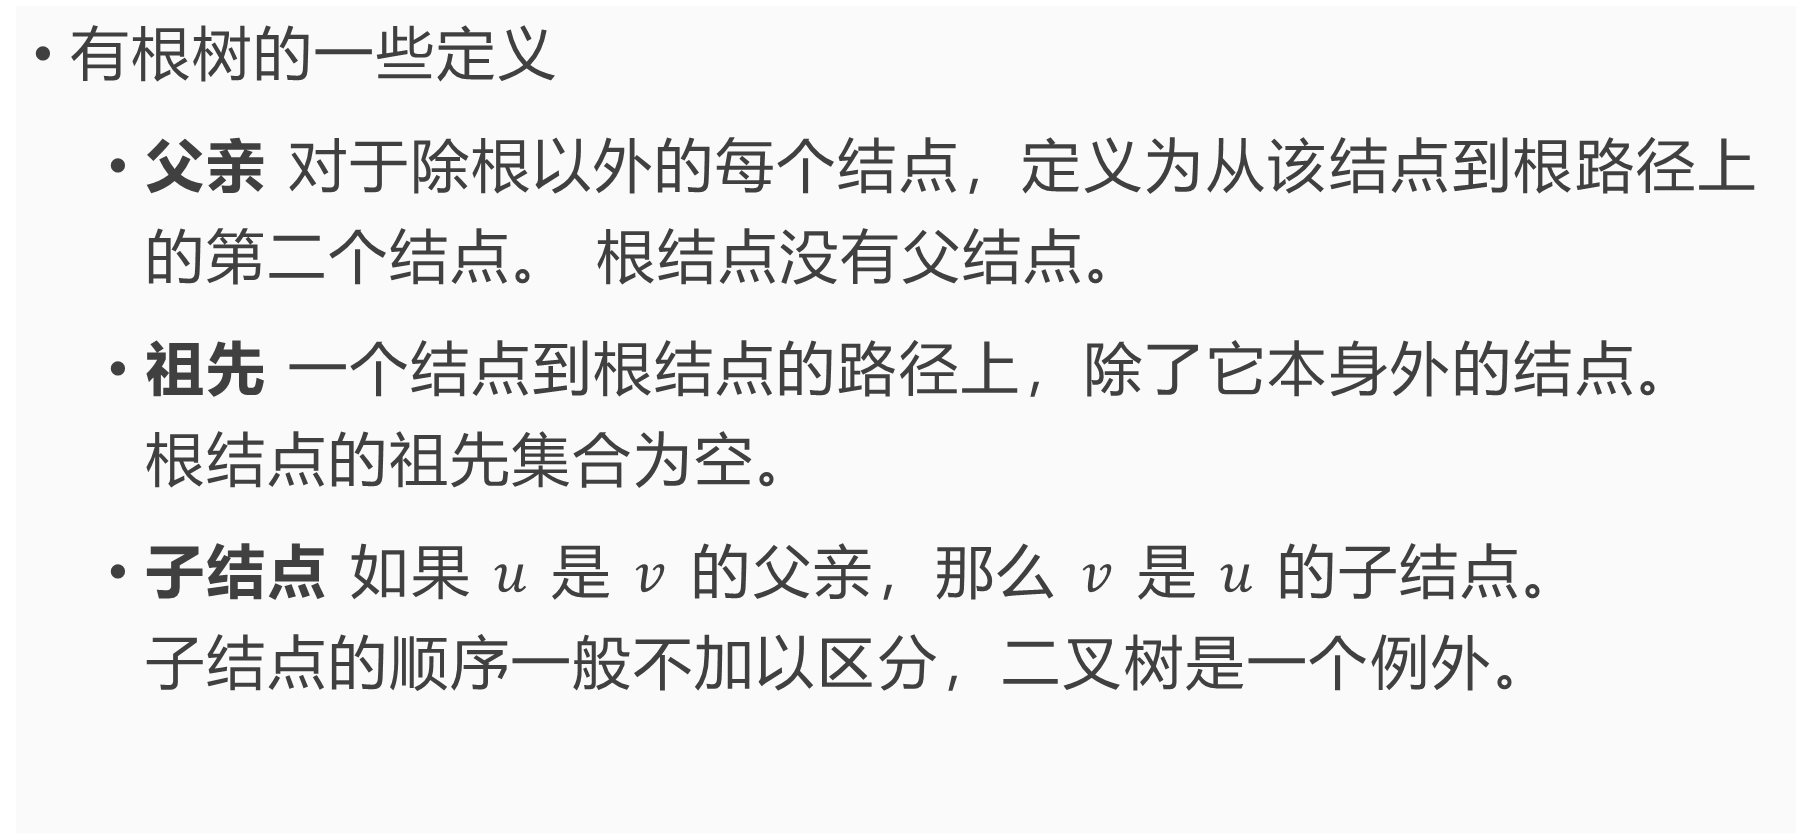 • 有根树的一些定义
• 父亲 对于除根以外的每个结点，定义为从该结点到根路径上
的第二个结点。 根结点没有父结点。
• 祖先 一个结点到根结点的路径上，除了它本身外的结点。
根结点的祖先集合为空。
• 子结点 如果 u 是 v 的父亲，那么 v 是 u 的子结点。
子结点的顺序一般不加以区分，二叉树是一个例外。